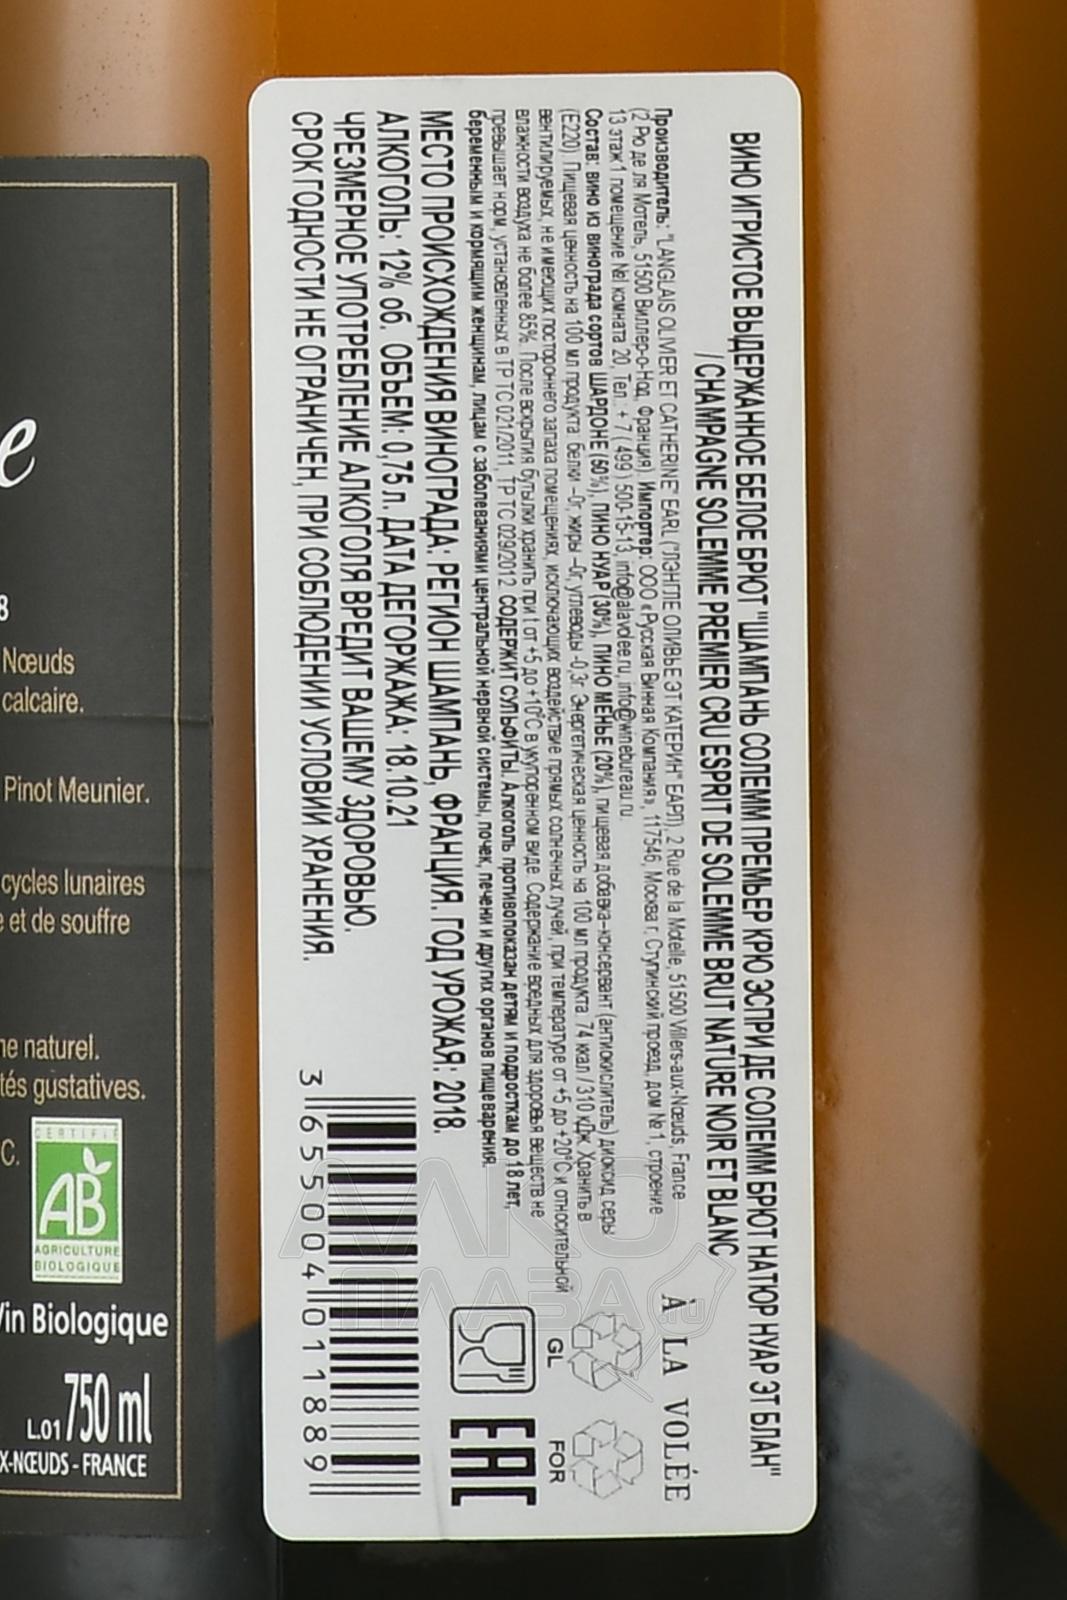 ВИНО ИГРИСТОЕ ВЫДЕРЖАННОЕ БЕЛОЕ БРЮТ "ШАМПАНЬ СОЛЕММ ПРЕМЬЕР КРЮ ЭСПРИ ДЕ СОЛЕММ БРЮТ НАТЮР НУАР ЭТ БЛАН"
/CHAMPAGNE SOLEMME PREMIER CRU ESPRIT DE SOLEMME BRUT NATURE NOIR ET BLANC
Производитель: "LANGLAIS OLIVIER ET CATHERINE" EARL ("ЛЭНГЛЕ ОЛИВЬЕ ЭТ КАТЕРИН" ЕАРЛ), 2 Rue de la Motelle, 51500 Villers-aux-Nœuds, France
(2 Рю де ля Мотель, 51500 Виллер-о-Нод, Франция). Импортер: ООО «Русская Винная Компания», 117546, Москва г, Ступинский проезд, дом № 1, строение
13 этаж 1 помещение №I комната 20, Тел.: + 7 ( 499 ) 500-15-13, info@alavolee.ru, info@winebureau.ru.
Состав: вино из винограда сортов ШАРДОНЕ (50%), ПИНО НУАР (30%), ПИНО МЕНЬЕ (20%), пищевая добавка–консервант (антиокислитель) диоксид серы
(Е220). Пищевая ценность на 100 мл продукта: белки –0г, жиры –0г, углеводы -0,3г. Энергетическая ценность на 100 мл продукта: 74 ккал / 310 кДж. Хранить в
вентилируемых, не имеющих постороннего запаха помещениях, исключающих воздействие прямых солнечных лучей, при температуре от +5 до +20°С и относительной
влажности воздуха не более 85%. После вскрытия бутылки хранить при t от +5 до +10°С в укупоренном виде. Содержание вредных для здоровья веществ не
превышает норм, установленных в ТР ТС 021/2011, ТР ТС 029/2012. СОДЕРЖИТ СУЛЬФИТЫ. Алкоголь противопоказан детям и подросткам до 18 лет,
беременным и кормящим женщинам, лицам с заболеваниями центральной нервной системы, почек, печени и других органов пищеварения.
МЕСТО ПРОИСХОЖДЕНИЯ ВИНОГРАДА: РЕГИОН ШАМПАНЬ, ФРАНЦИЯ. ГОД УРОЖАЯ: 2018.
АЛКОГОЛЬ: 12% об. ОБЪЕМ: 0,75 л. ДАТА ДЕГОРЖАЖА: 18.10.21
ЧРЕЗМЕРНОЕ УПОТРЕБЛЕНИЕ АЛКОГОЛЯ ВРЕДИТ ВАШЕМУ ЗДОРОВЬЮ.
СРОК ГОДНОСТИ НЕ ОГРАНИЧЕН, ПРИ СОБЛЮДЕНИИ УСЛОВИЙ ХРАНЕНИЯ.
3 655004 011889
À LA VOLÉE
GL
FOR
EAC
АЛКО
ПЛАЗА.RU
e
8
Nœuds
calcaire.
Pinot Meunier.
cycles lunaires
et de souffre
naturel.
gustatives.
C.
CERTIFIÉ
AB
AGRICULTURE
BIOLOGIQUE
Vin Biologique
L.01 750 ml
X-NŒUDS - FRANCE